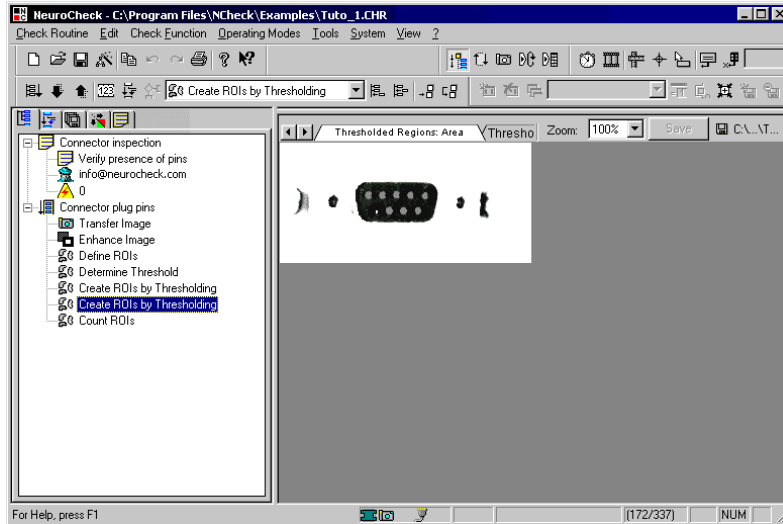 NeuroCheck - C:\Program Files\NCheck\Examples\Tuto_1.CHR
Check Routine Edit Check Function Operating Modes Tools System View ?
123 Create ROIs by Thresholding
Connector inspection
Verify presence of pins
info@neurocheck.com
0
Connector plug pins
Transfer Image
Enhance Image
Define ROIs
Determine Threshold
Create ROIs by Thresholding
Create ROIs by Thresholding
Count ROIs
Thresholded Regions: Area Thresho Zoom: 100% Save C:\...\T...
For Help, press F1 (172/337) NUM